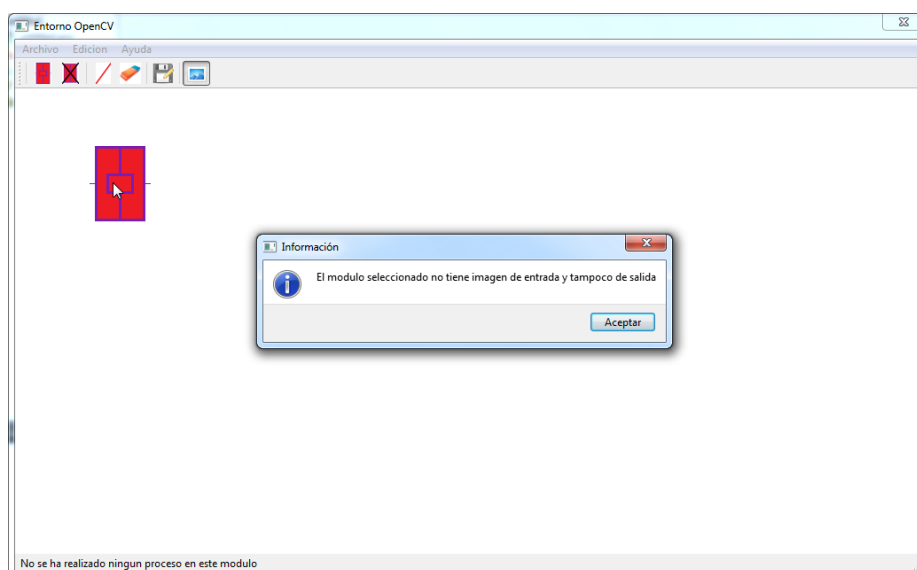 Entorno OpenCV
Archivo Edicion Ayuda
Información
El modulo seleccionado no tiene imagen de entrada y tampoco de salida
Aceptar
No se ha realizado ningun proceso en este modulo